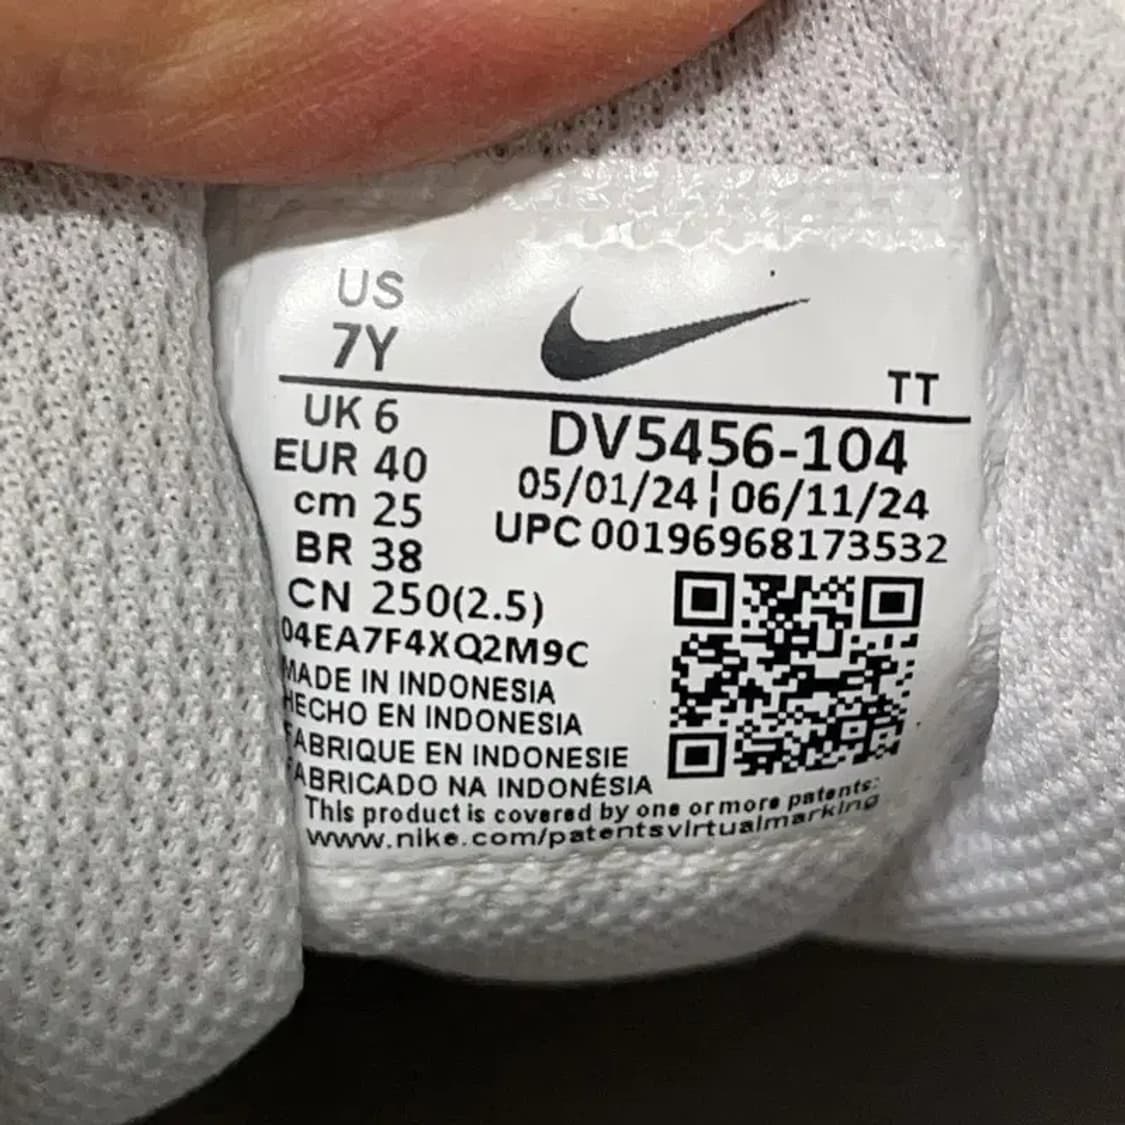 US
7Y
TT
UK 6
EUR 40
cm 25
BR 38
CN 250(2.5)
DV5456-104
05/01/24 ¦ 06/11/24
UPC 00196968173532
04EA7F4XQ2M9C
MADE IN INDONESIA
HECHO EN INDONESIA
FABRIQUE EN INDONESIE
FABRICADO NA INDONÉSIA
This product is covered by one or more patents:
www.nike.com/patentsvirtualmarking